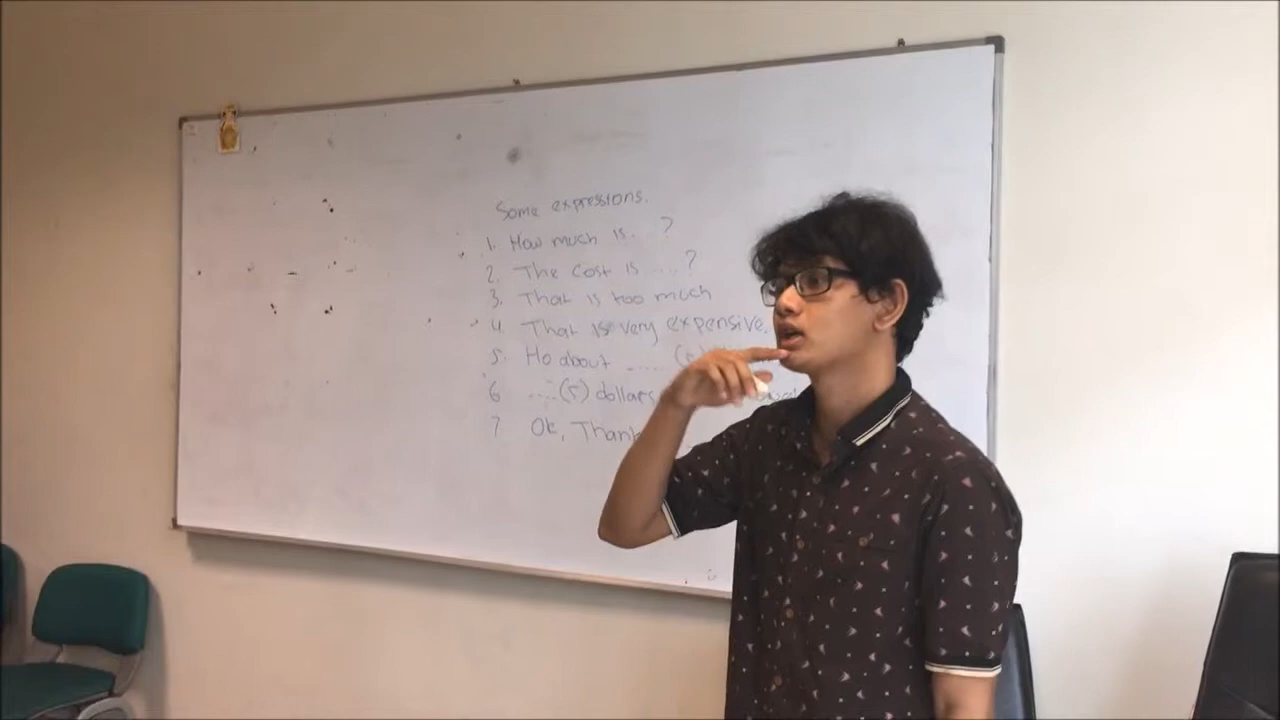 Some expressions.
1. How much is. . ?
2. The cost is .... ?
3. That is too much
4 That is very expensive.
5. Ho about .....
6 ....(5) dollars
7 Ok, Thank